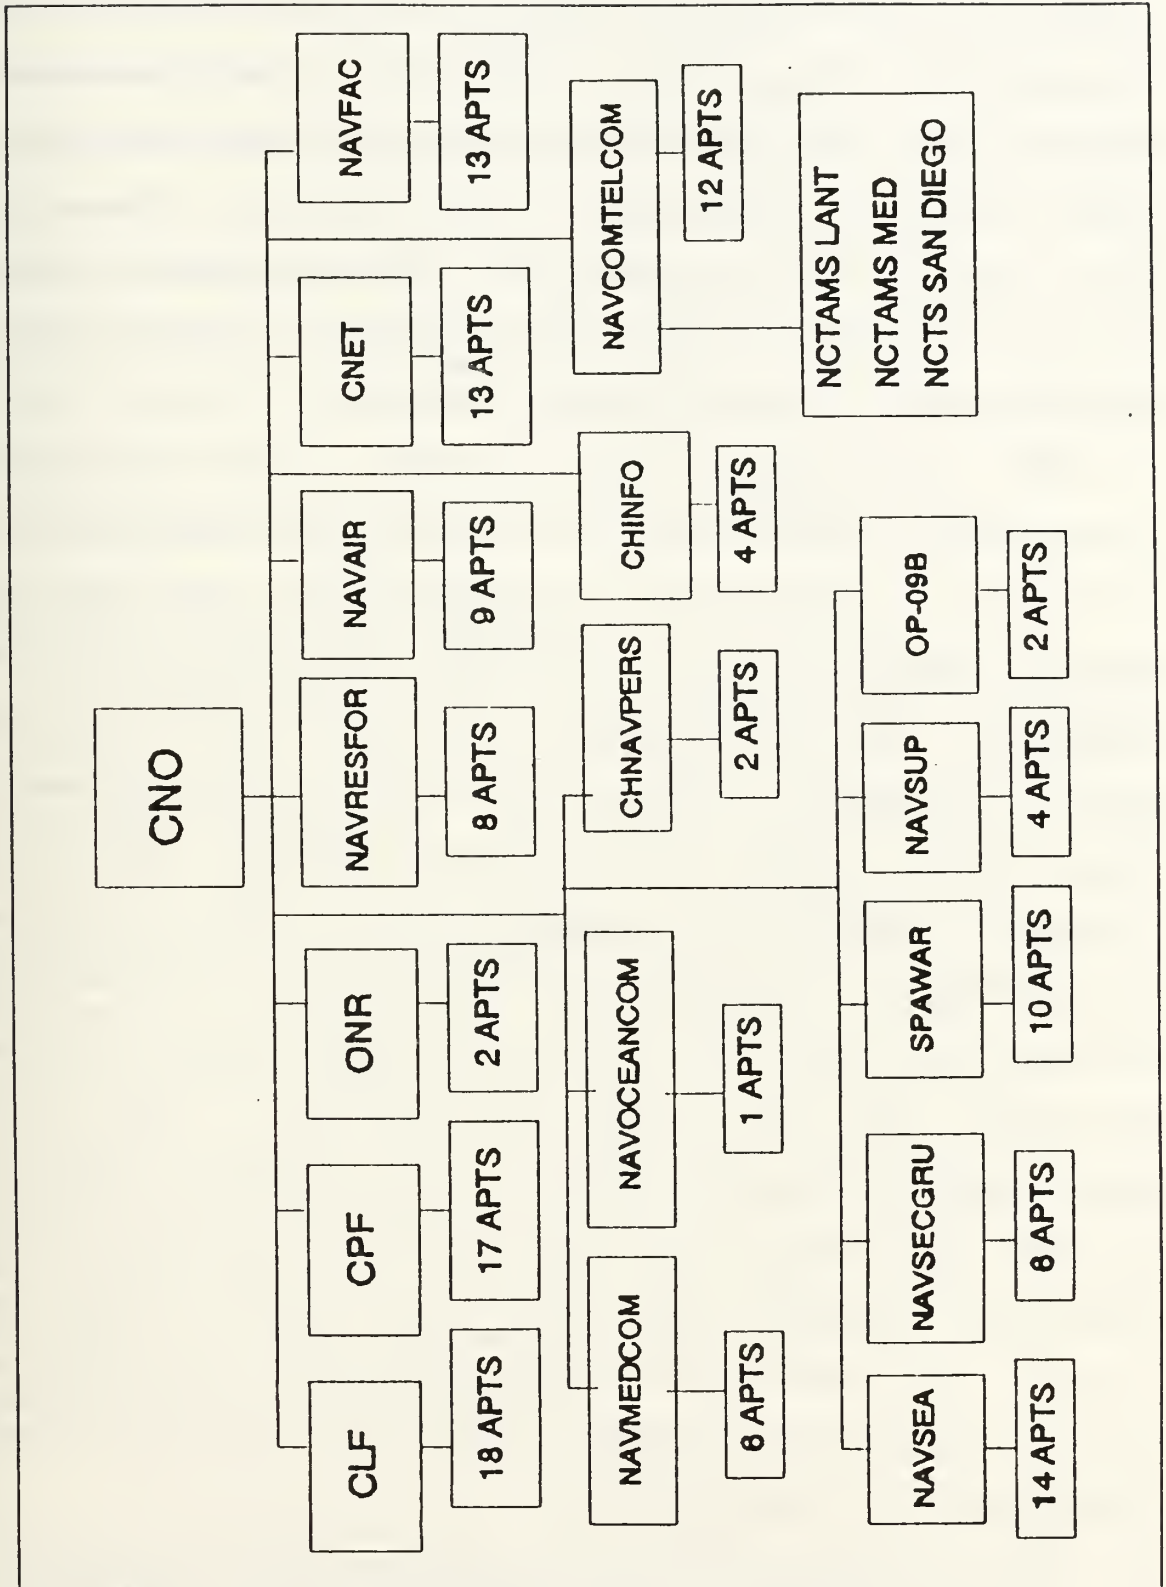 CNO
CLF
CPF
ONR
NAVRESFOR
NAVAIR
CNET
NAVFAC
18 APTS
17 APTS
2 APTS
8 APTS
9 APTS
13 APTS
13 APTS
NAVMEDCOM
NAVOCEANCOM
CHNAVPERS
CHINFO
NAVCOMTELCOM
6 APTS
1 APTS
2 APTS
4 APTS
12 APTS
NCTAMS LANT
NCTAMS MED
NCTS SAN DIEGO
NAVSEA
NAVSECGRU
SPAWAR
NAVSUP
OP-09B
14 APTS
8 APTS
10 APTS
4 APTS
2 APTS